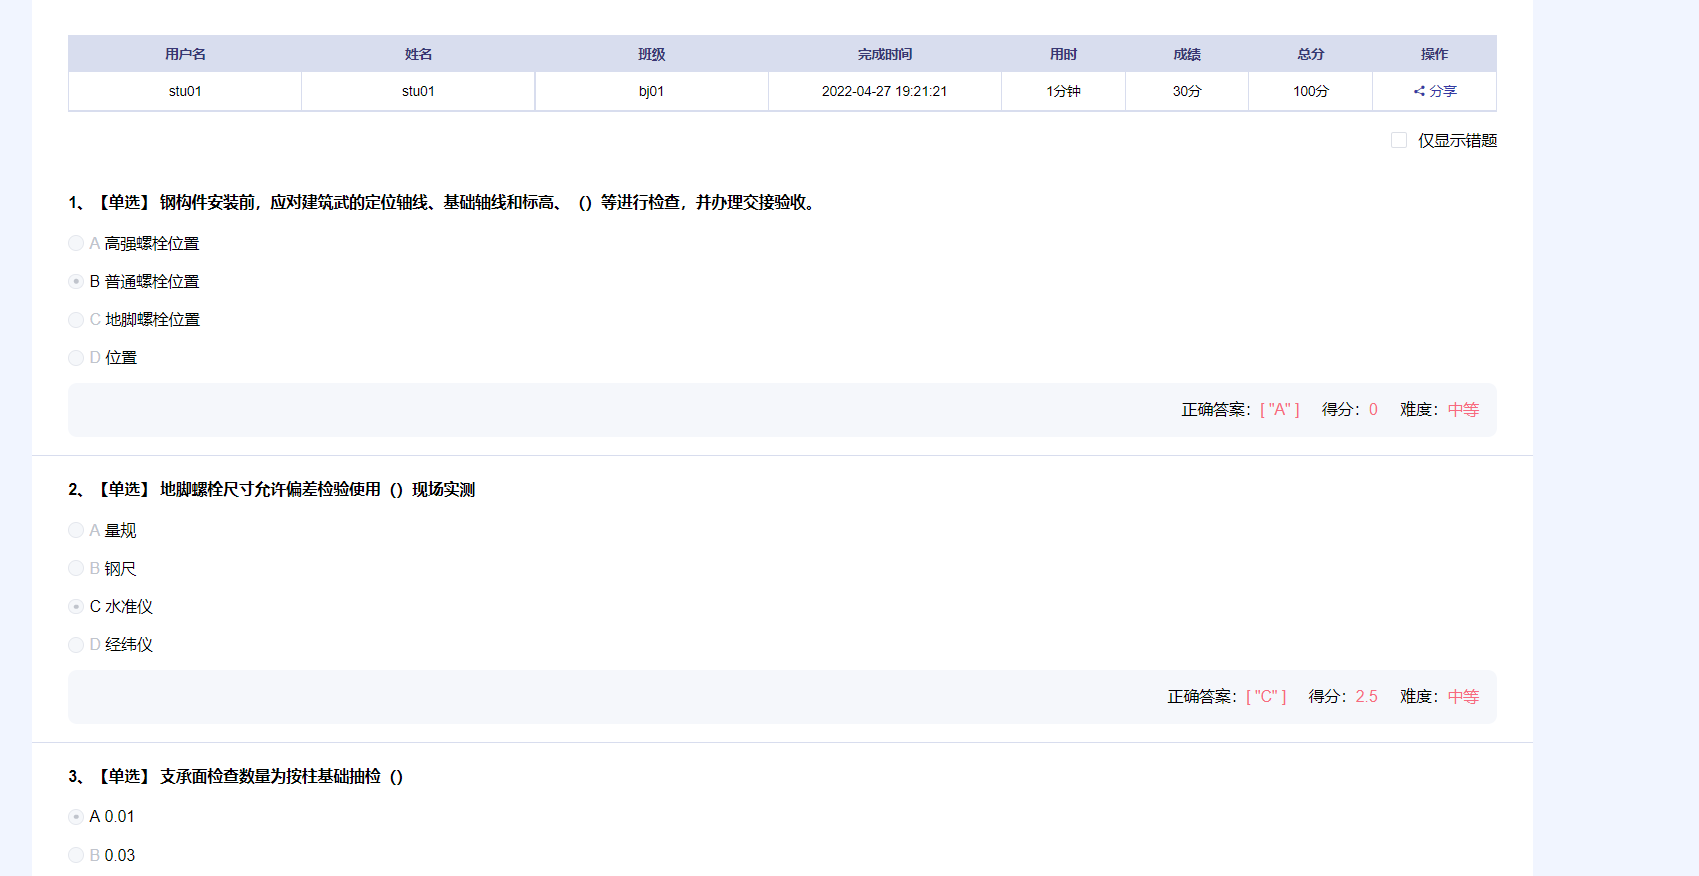 用户名 姓名 班级 完成时间 用时 成绩 总分 操作
stu01 stu01 bj01 2022-04-27 19:21:21 1分钟 30分 100分 分享
仅显示错题
1、【单选】 钢构件安装前，应对建筑武的定位轴线、基础轴线和标高、（）等进行检查，并办理交接验收。
A 高强螺栓位置
B 普通螺栓位置
C 地脚螺栓位置
D 位置
正确答案：[ "A" ] 得分：0 难度：中等
2、【单选】 地脚螺栓尺寸允许偏差检验使用（）现场实测
A 量规
B 钢尺
C 水准仪
D 经纬仪
正确答案：[ "C" ] 得分：2.5 难度：中等
3、【单选】 支承面检查数量为按柱基础抽检（）
A 0.01
B 0.03